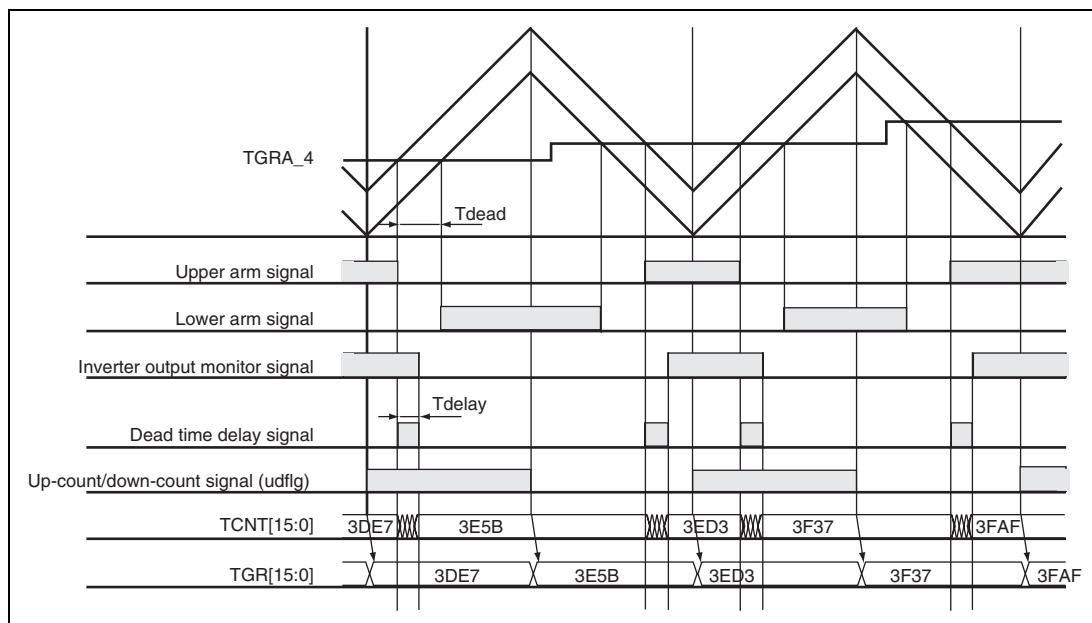 TGRA_4
Tdead
Upper arm signal
Lower arm signal
Inverter output monitor signal
Tdelay
Dead time delay signal
Up-count/down-count signal (udflg)
TCNT[15:0] 3DE7 3E5B 3ED3 3F37 3FAF
TGR[15:0] 3DE7 3E5B 3ED3 3F37 3FAF